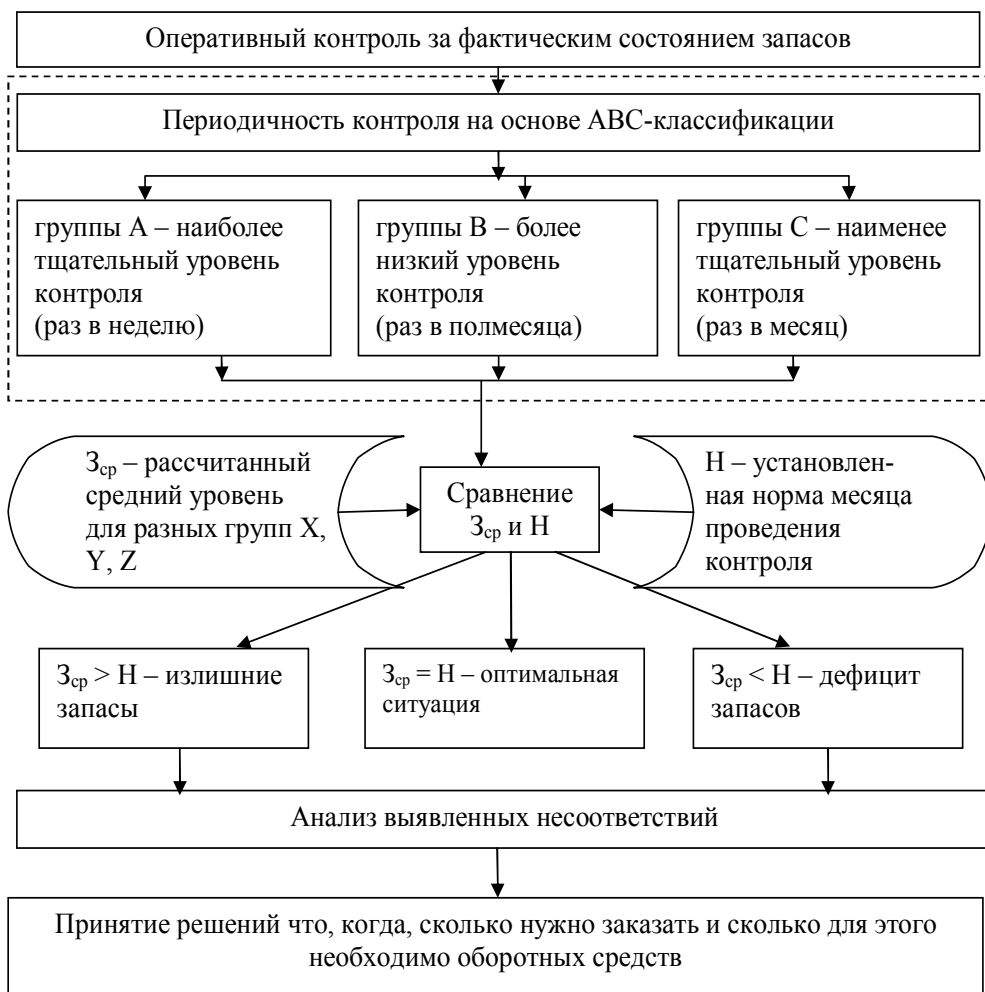 Оперативный контроль за фактическим состоянием запасов
Периодичность контроля на основе АВС-классификации
группы А – наиболее
тщательный уровень
контроля
(раз в неделю)
группы В – более
низкий уровень
контроля
(раз в полмесяца)
группы С – наименее
тщательный уровень
контроля
(раз в месяц)
Зср – рассчитанный
средний уровень
для разных групп X,
Y, Z
Сравнение
Зср и Н
Н – установлен-
ная норма месяца
проведения
контроля
Зср > Н – излишние
запасы
Зср = Н – оптимальная
ситуация
Зср < Н – дефицит
запасов
Анализ выявленных несоответствий
Принятие решений что, когда, сколько нужно заказать и сколько для этого
необходимо оборотных средств